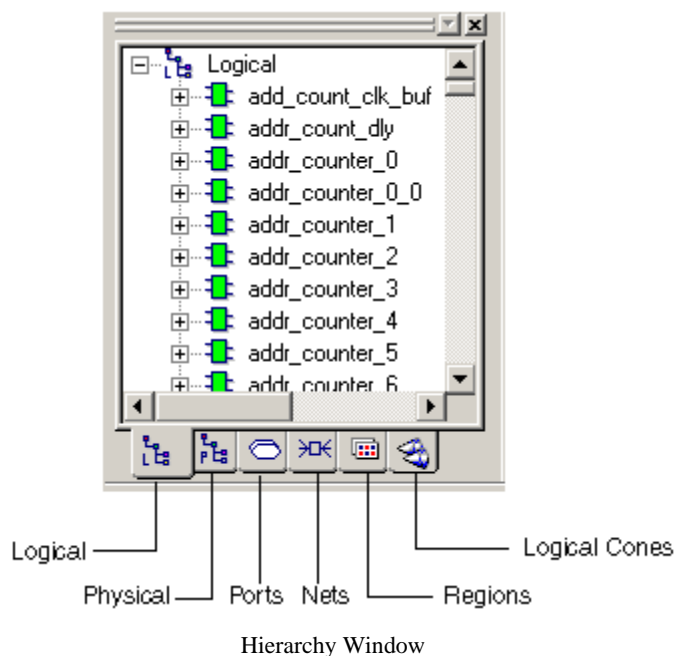 Logical
add_count_clk_buf
addr_count_dly
addr_counter_0
addr_counter_0_0
addr_counter_1
addr_counter_2
addr_counter_3
addr_counter_4
addr_counter_5
addr_counter_6
L
P
Logical
Logical Cones
Physical
Ports
Nets
Regions
Hierarchy Window